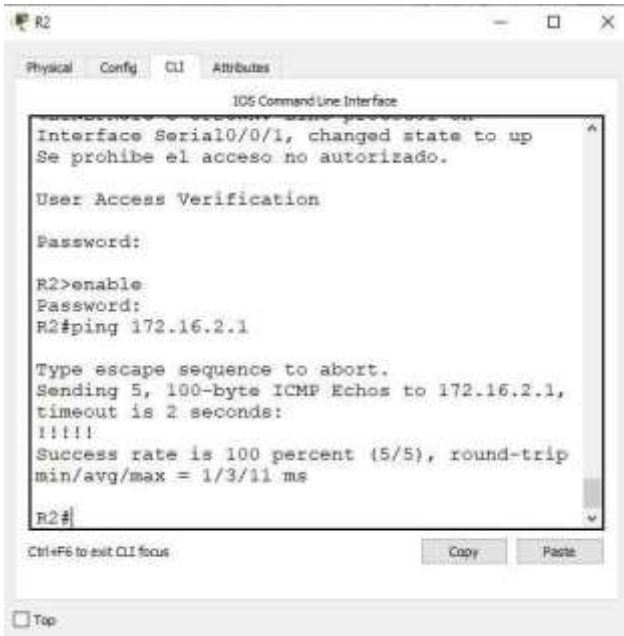 R2
Physical Config CLI Attributes
IOS Command Line Interface
Interface Serial0/0/1, changed state to up
Se prohibe el acceso no autorizado.
User Access Verification
Password:
R2>enable
Password:
R2#ping 172.16.2.1
Type escape sequence to abort.
Sending 5, 100-byte ICMP Echos to 172.16.2.1,
timeout is 2 seconds:
!!!!!
Success rate is 100 percent (5/5), round-trip
min/avg/max = 1/3/11 ms
R2#
Ctrl+F6 to exit CLI focus
Copy Paste
Top